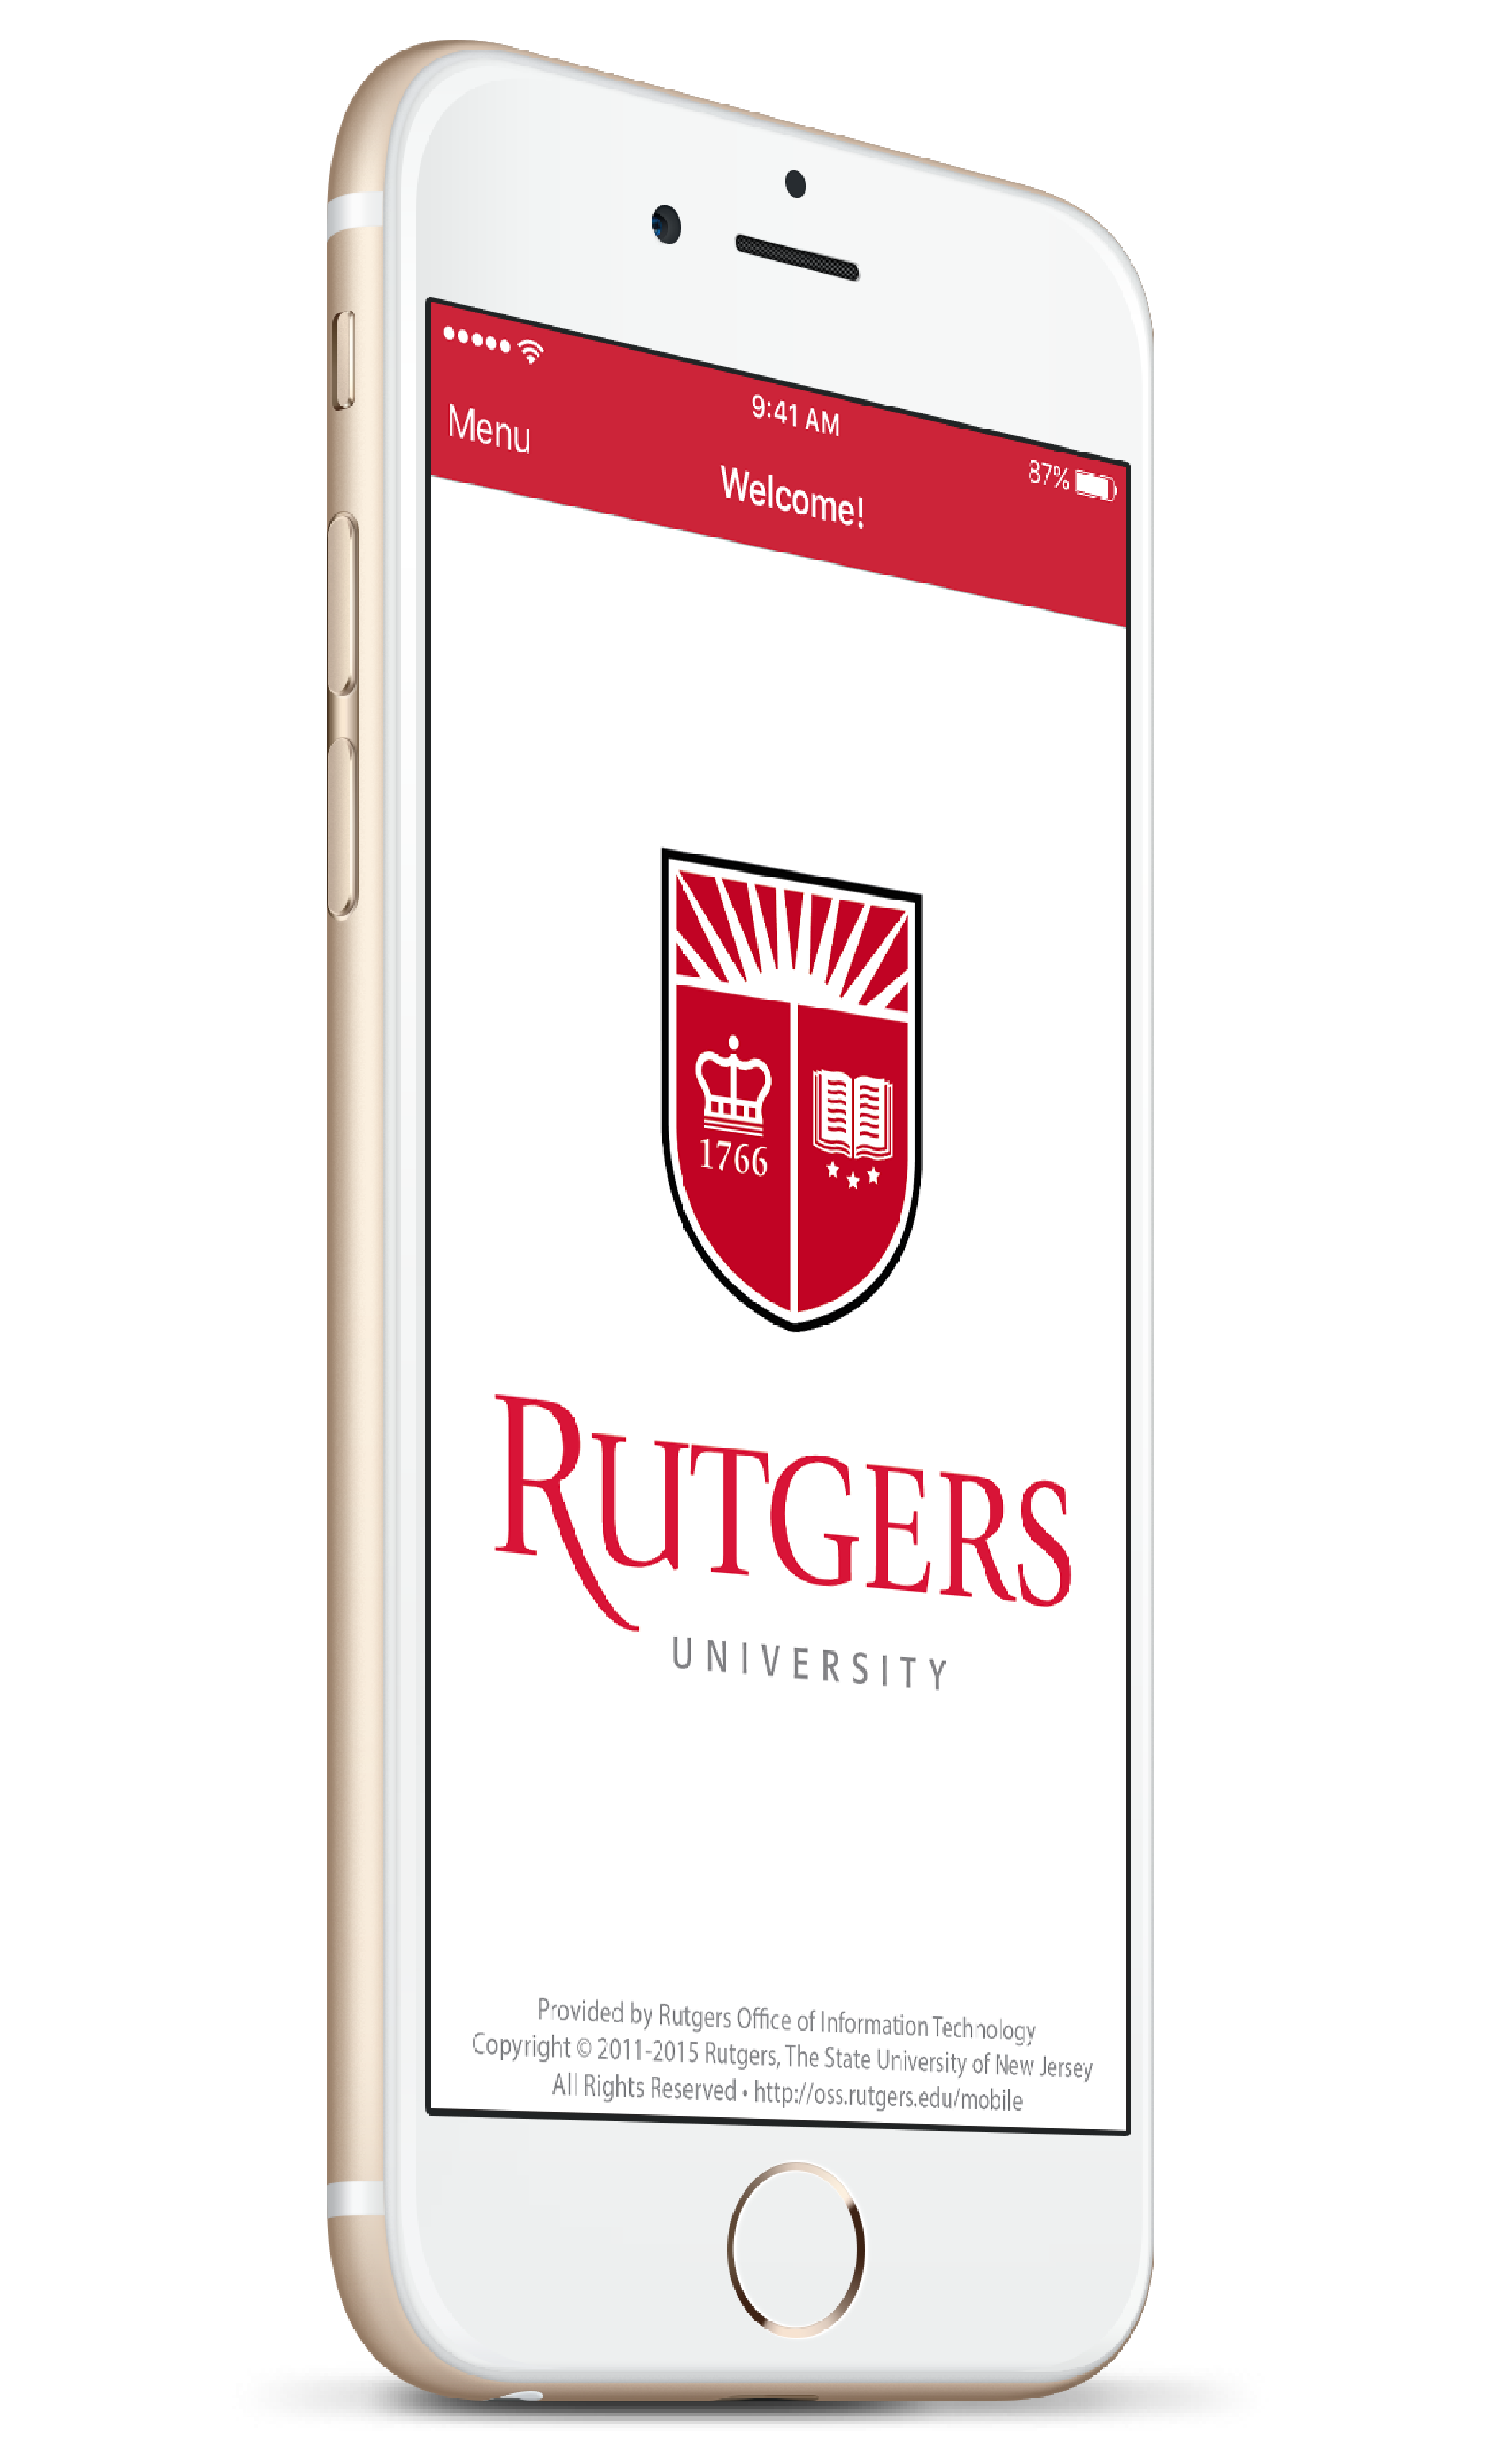 9:41 AM
87%
Menu
Welcome!
1766
RUTGERS
UNIVERSITY
Provided by Rutgers Office of Information Technology
Copyright © 2011-2015 Rutgers, The State University of New Jersey
All Rights Reserved • http://oss.rutgers.edu/mobile